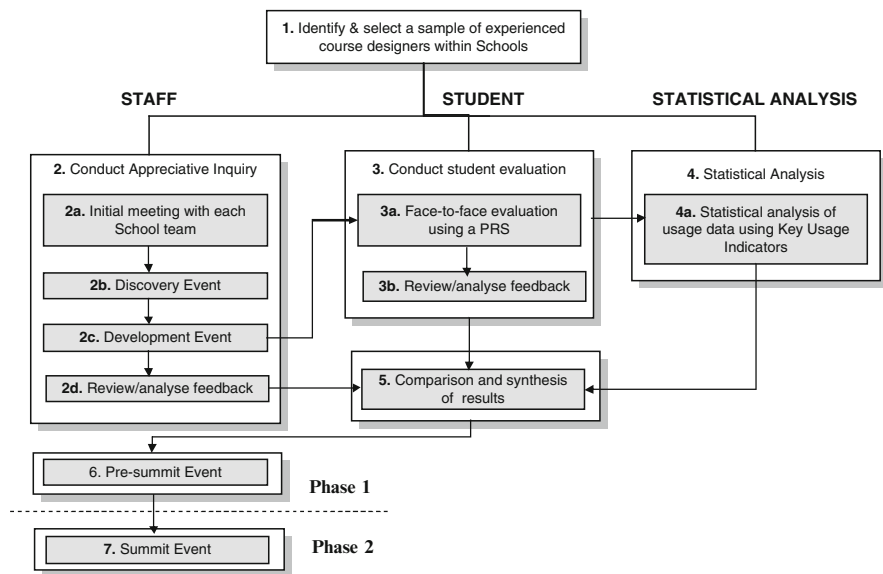 1. Identify & select a sample of experienced
course designers within Schools
STAFF
STUDENT
STATISTICAL ANALYSIS
2. Conduct Appreciative Inquiry
2a. Initial meeting with each
School team
2b. Discovery Event
2c. Development Event
2d. Review/analyse feedback
3. Conduct student evaluation
3a. Face-to-face evaluation
using a PRS
3b. Review/analyse feedback
4. Statistical Analysis
4a. Statistical analysis of
usage data using Key Usage
Indicators
5. Comparison and synthesis
of results
6. Pre-summit Event
Phase 1
7. Summit Event
Phase 2